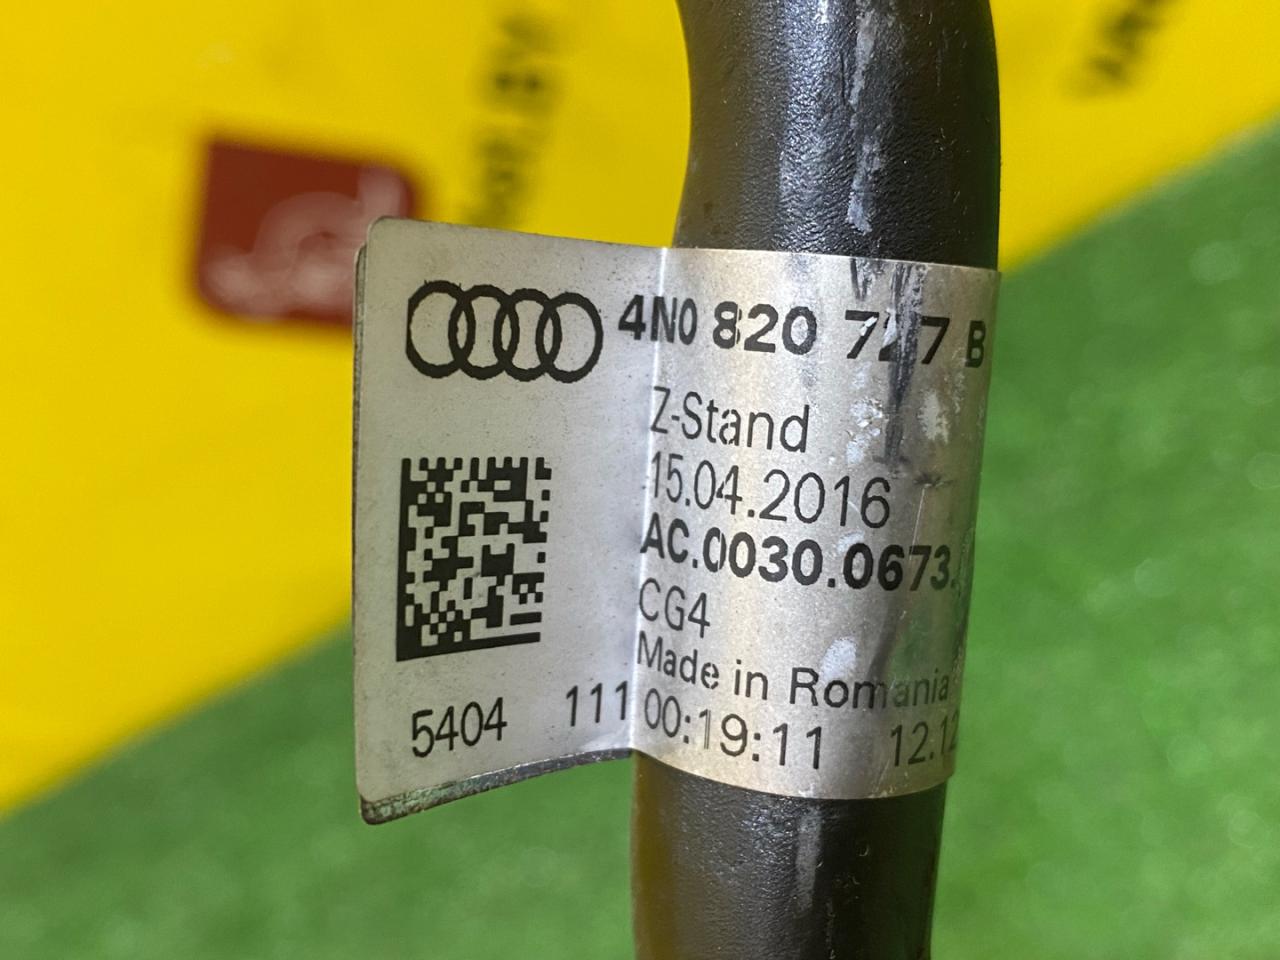 4N0 820 727 B
Z-Stand
15.04.2016
AC.0030.0673.
CG4
Made in Romania
5404 111 00:19:11 12.12